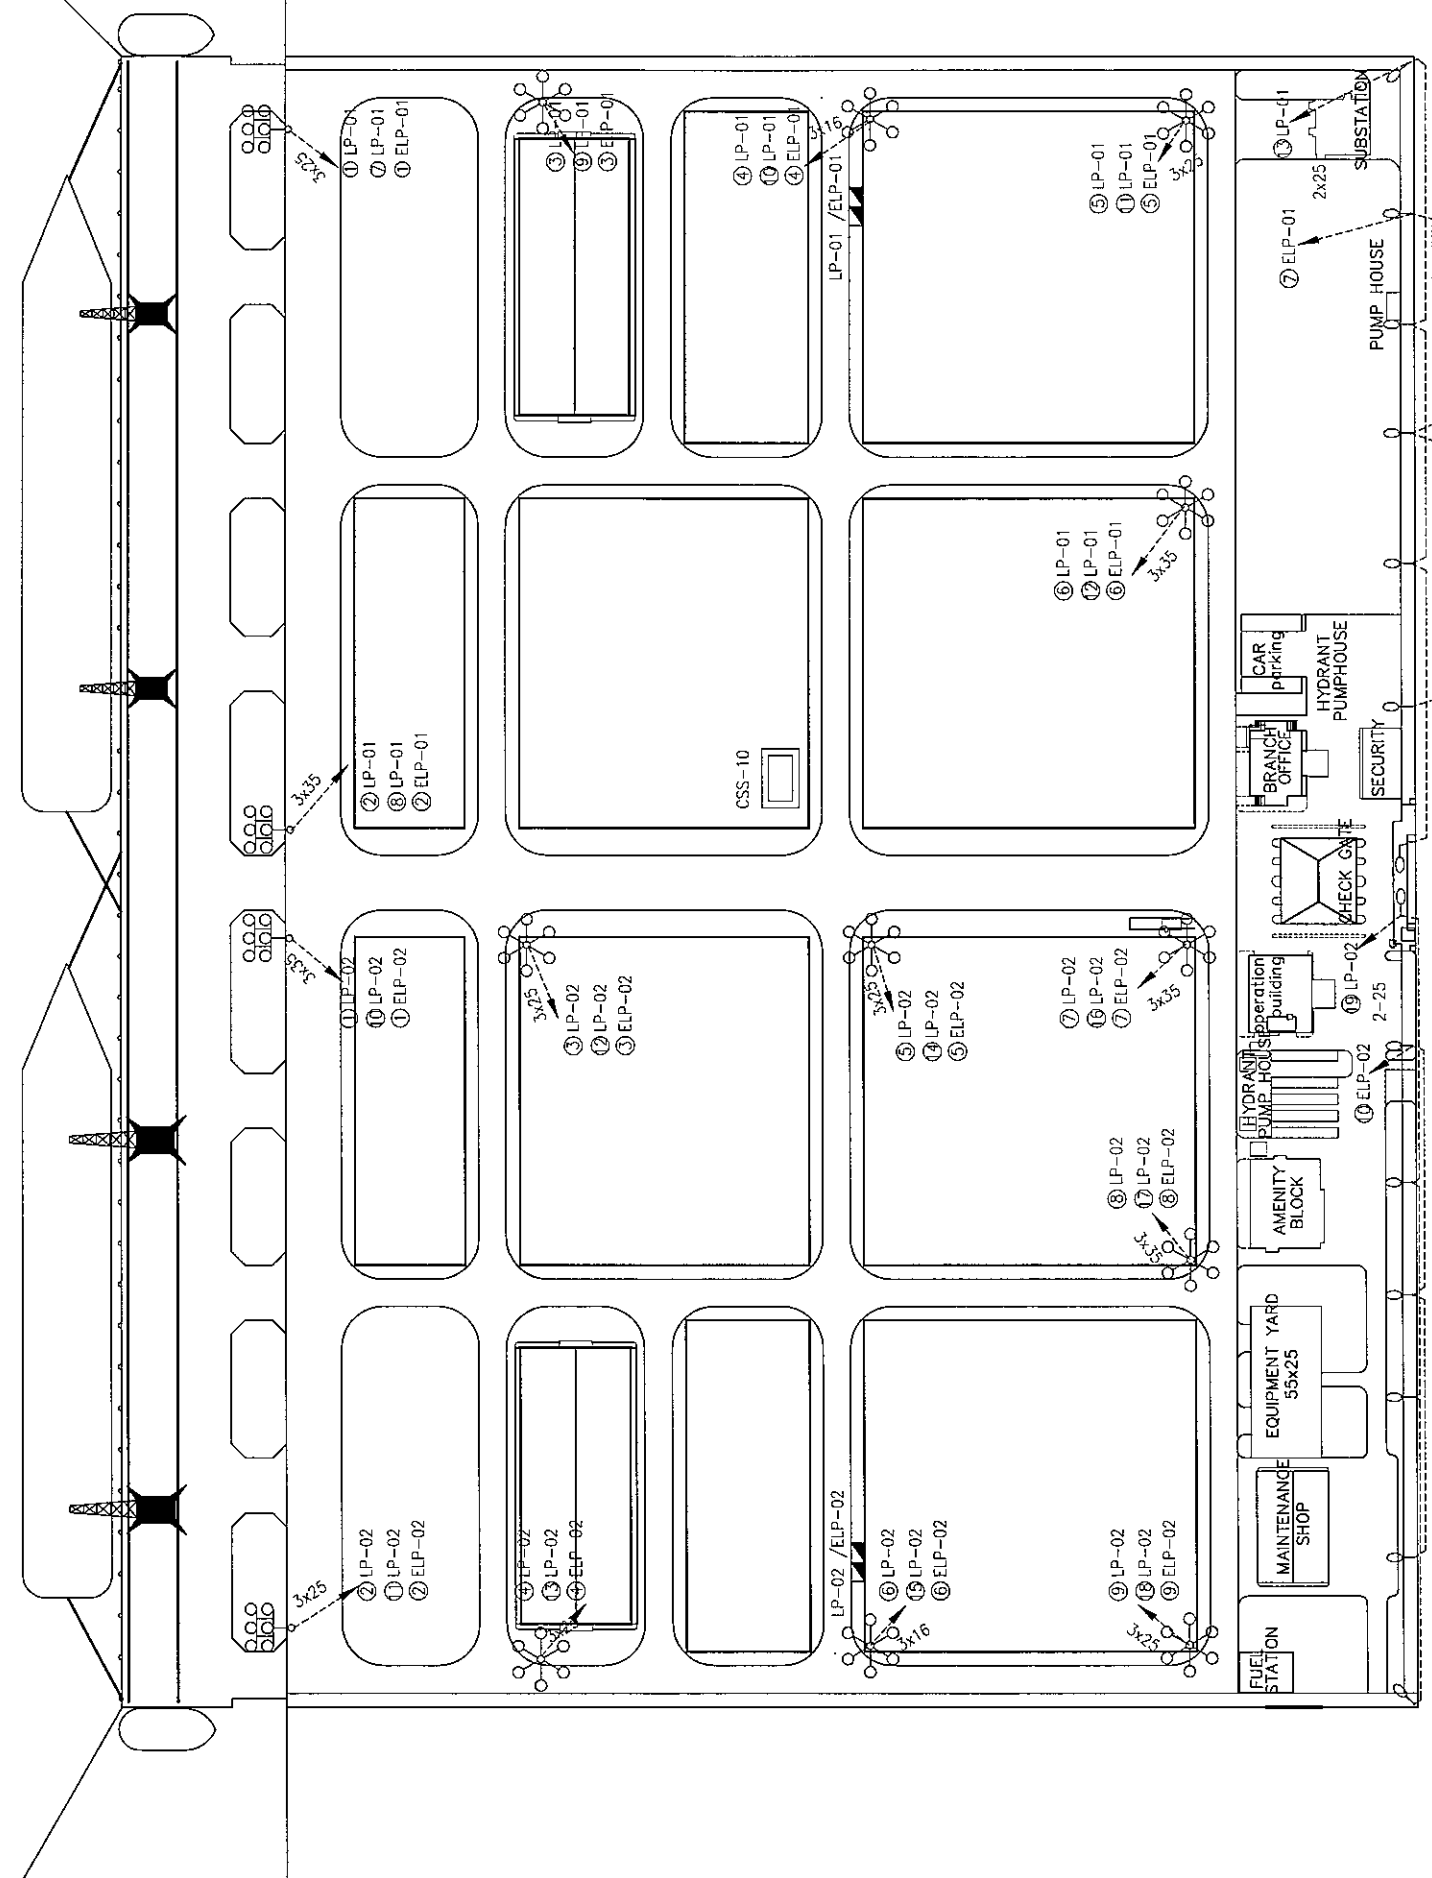 3x25
① LP-01
⑦ LP-01
① ELP-01
③ L -01
⑨ L -01
③ E P-01
④ LP-01
⑩ LP-01
④ ELP-01
3x16
LP-01 /ELP-01
⑤ LP-01
⑪ LP-01
⑤ ELP-01
⑬ LP-01
SUBSTATION
2x25
⑦ ELP-01
PUMP HOUSE
3x35
② LP-01
⑧ LP-01
② ELP-01
CSS-10
⑥ LP-01
⑫ LP-01
⑥ ELP-01
3x35
CAR
parking
HYDRANT
PUMPHOUSE
BRANCH
OFFICE
SECURITY
CHECK GATE
3x35
① LP-02
⑩ LP-02
① ELP-02
3x25
③ LP-02
⑫ LP-02
③ ELP-02
3x25
⑤ LP-02
⑭ LP-02
⑤ ELP-02
⑦ LP-02
⑯ LP-02
⑦ ELP-02
3x35
opperation
building
⑲ LP-02
2-25
HYDRANT
PUMP HOUSE
⑩ ELP-02
⑧ LP-02
⑰ LP-02
⑧ ELP-02
3x35
AMENITY
BLOCK
EQUIPMENT YARD
55x25
MAINTENANCE
SHOP
3x25
② LP-02
⑪ LP-02
② ELP-02
④ LP-02
⑬ LP-02
④ ELP-02
3x25
LP-02 /ELP-02
⑥ LP-02
⑮ LP-02
⑥ ELP-02
3x16
⑨ LP-02
⑱ LP-02
⑨ ELP-02
3x25
FUEL
STATION